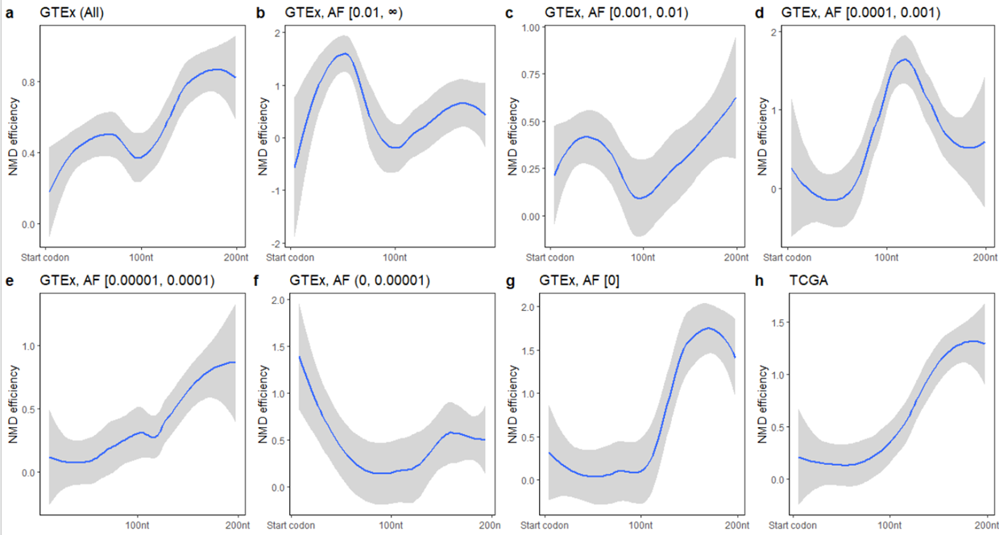 a GTEx (All)
NMD efficiency
0.8
0.4
0.0
Start codon 100nt 200nt
b GTEx, AF [0.01, ∞)
NMD efficiency
2
1
0
-1
-2
Start codon 100nt
c GTEx, AF [0.001, 0.01)
NMD efficiency
1.00
0.75
0.50
0.25
0.00
Start codon 100nt 200nt
d GTEx, AF [0.0001, 0.001)
NMD efficiency
2
1
0
Start codon 100nt 200nt
e GTEx, AF [0.00001, 0.0001)
NMD efficiency
1.0
0.5
0.0
100nt 200nt
f GTEx, AF (0, 0.00001)
NMD efficiency
2.0
1.5
1.0
0.5
0.0
Start codon 100nt 200nt
g GTEx, AF [0]
NMD efficiency
2.0
1.5
1.0
0.5
0.0
Start codon 100nt 200nt
h TCGA
NMD efficiency
1.5
1.0
0.5
0.0
Start codon 100nt 200nt